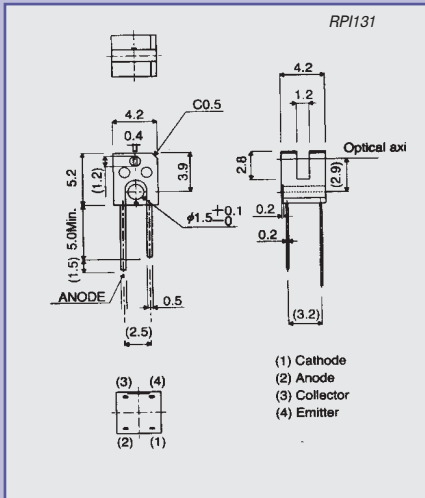 RPI131
4.2
1.2
4.2
C0.5
0.4
Optical axi
2.8
(2.9)
3.9
5.2
(1.2)
0.2
0.2
ϕ1.5 +0.1 -0
5.0Min.
(1.5)
ANODE
0.5
(2.5)
(3.2)
(1) Cathode
(2) Anode
(3) Collector
(4) Emitter
(3) (4)
(2) (1)